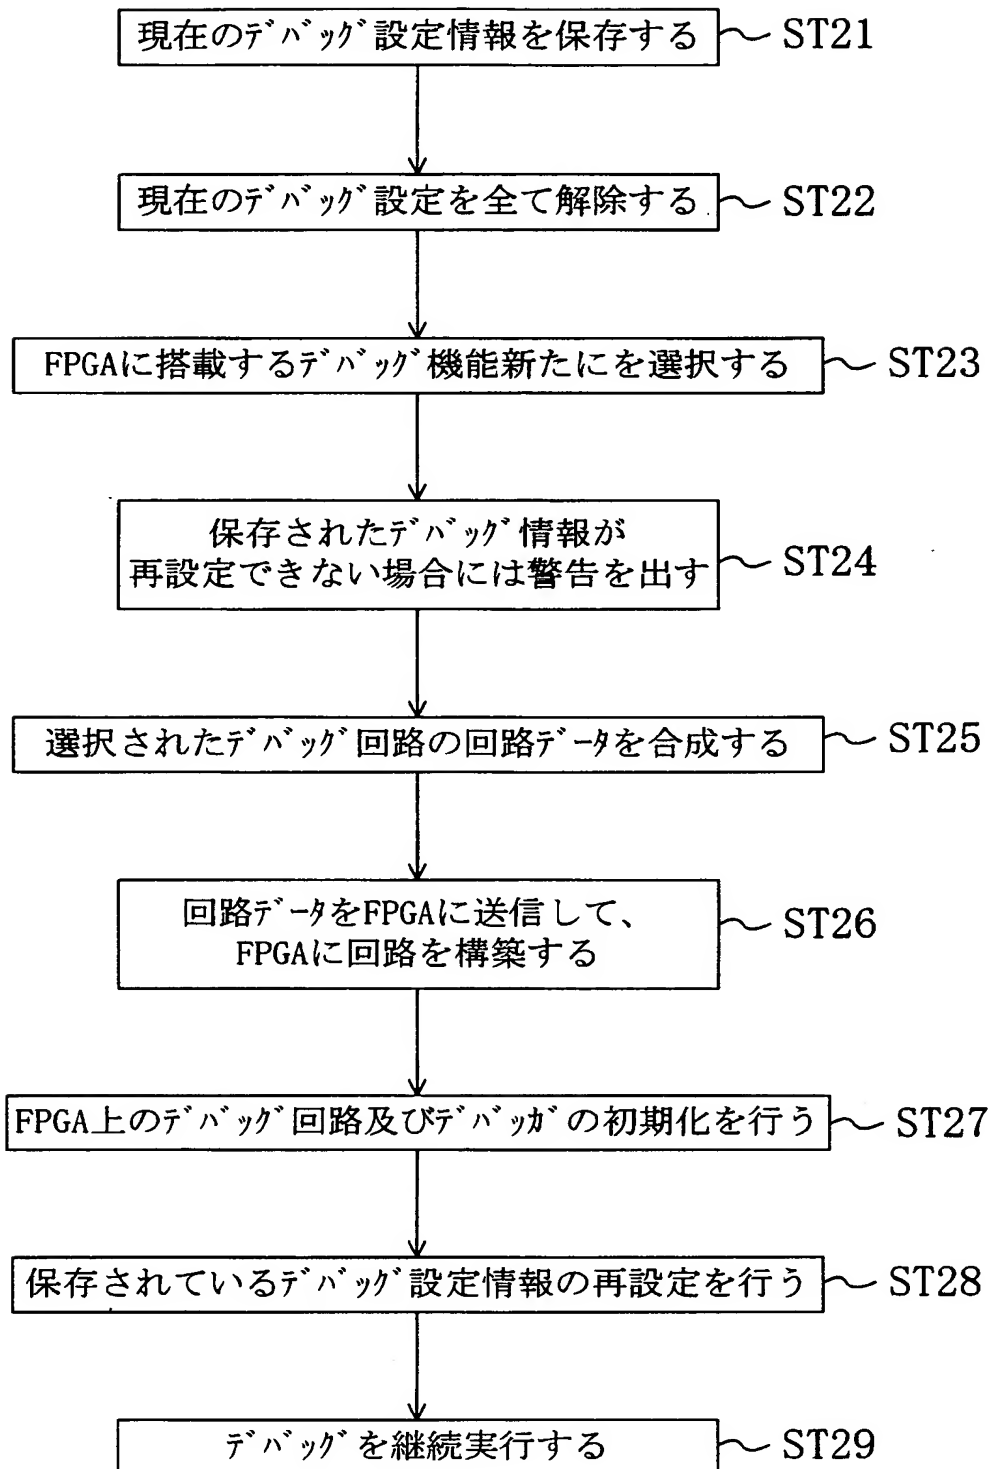 現在のﾃﾞﾊﾞｯｸﾞ設定情報を保存する ST21
現在のﾃﾞﾊﾞｯｸﾞ設定を全て解除する ST22
FPGAに搭載するﾃﾞﾊﾞｯｸﾞ機能新たにを選択する ST23
保存されたﾃﾞﾊﾞｯｸﾞ情報が
再設定できない場合には警告を出す ST24
選択されたﾃﾞﾊﾞｯｸﾞ回路の回路ﾃﾞｰﾀを合成する ST25
回路ﾃﾞｰﾀをFPGAに送信して、
FPGAに回路を構築する ST26
FPGA上のﾃﾞﾊﾞｯｸﾞ回路及びﾃﾞﾊﾞｯｶﾞの初期化を行う ST27
保存されているﾃﾞﾊﾞｯｸﾞ設定情報の再設定を行う ST28
ﾃﾞﾊﾞｯｸﾞを継続実行する ST29